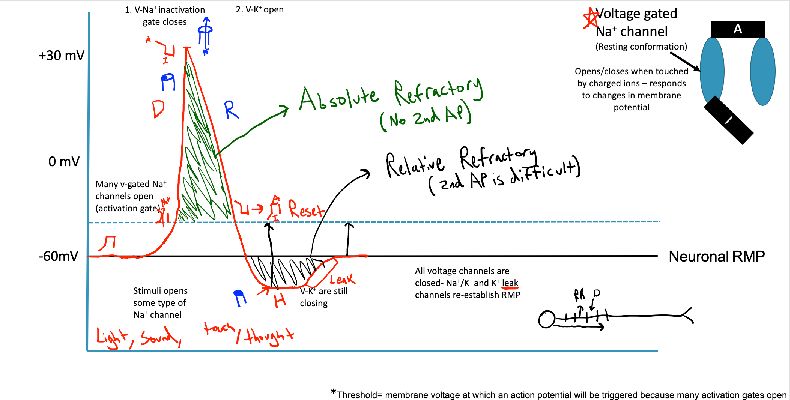 1. V-Na⁺ inactivation
gate closes
2. V-K⁺ open
Voltage gated
Na⁺ channel
(Resting conformation)
A
Opens/closes when touched
by charged ions – responds
to changes in membrane
potential
I
+30 mV
D
R
Absolute Refractory
(No 2nd AP)
0 mV
Relative Refractory
(2nd AP is difficult)
Many v-gated Na⁺
channels open
(activation gate)
Reset
-60mV
Neuronal RMP
Stimuli opens
some type of
Na⁺ channel
H
V-K⁺ are still
closing
Leak
All voltage channels are
closed- Na⁺/K⁺ and K⁺ leak
channels re-establish RMP
RR
D
Light, Sound, touch/thought
*Threshold= membrane voltage at which an action potential will be triggered because many activation gates open